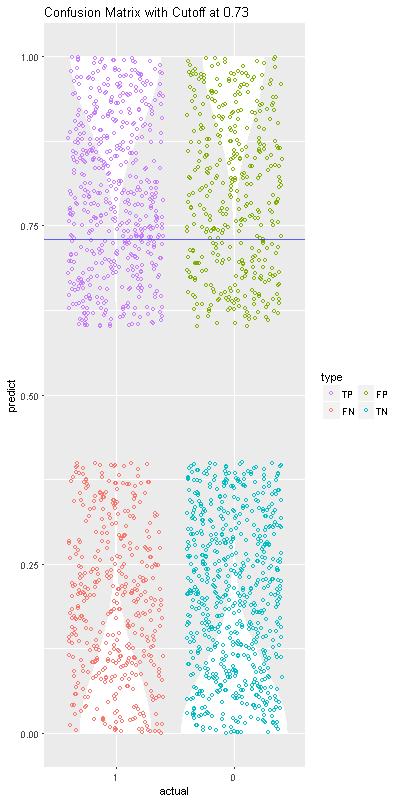 Confusion Matrix with Cutoff at 0.73
1.00
0.75
0.50
0.25
0.00
predict
1 0
actual
type
TP FP
FN TN